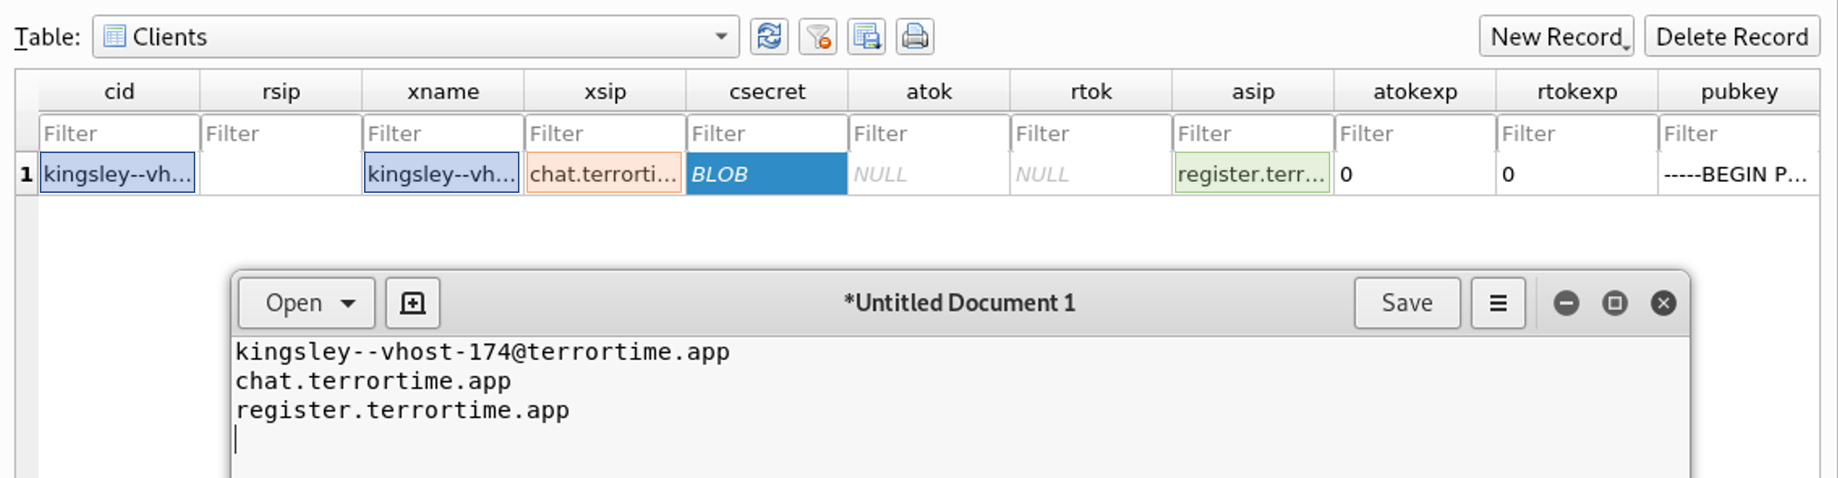 Table: Clients New Record Delete Record
cid rsip xname xsip csecret atok rtok asip atokexp rtokexp pubkey
Filter Filter Filter Filter Filter Filter Filter Filter Filter Filter Filter
1 kingsley--vh... kingsley--vh... chat.terrorti... BLOB NULL NULL register.terr... 0 0 -----BEGIN P...
Open *Untitled Document 1 Save
kingsley--vhost-174@terrortime.app
chat.terrortime.app
register.terrortime.app